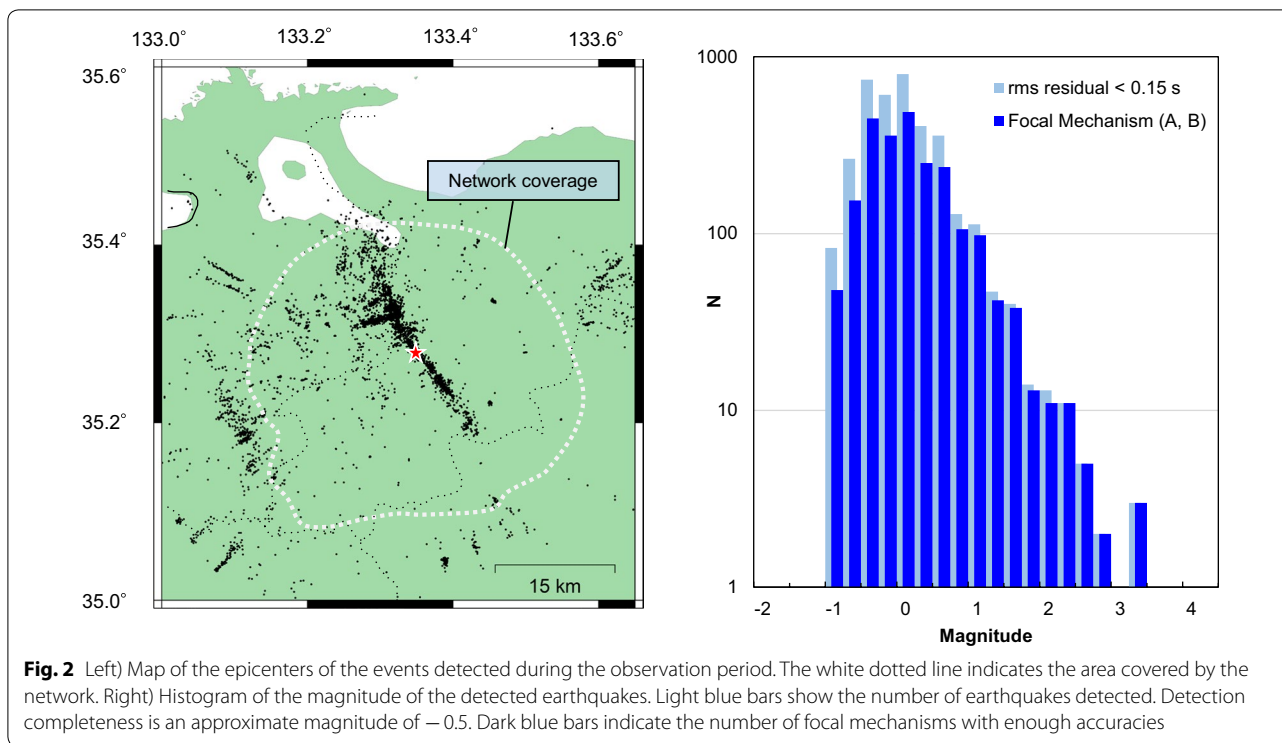 133.0°
133.2°
133.4°
133.6°
35.6°
35.4°
35.2°
35.0°
Network coverage
15 km
1000
100
10
1
N
rms residual < 0.15 s
Focal Mechanism (A, B)
-2
-1
0
1
2
3
4
Magnitude
Fig. 2 Left) Map of the epicenters of the events detected during the observation period. The white dotted line indicates the area covered by the
network. Right) Histogram of the magnitude of the detected earthquakes. Light blue bars show the number of earthquakes detected. Detection
completeness is an approximate magnitude of − 0.5. Dark blue bars indicate the number of focal mechanisms with enough accuracies